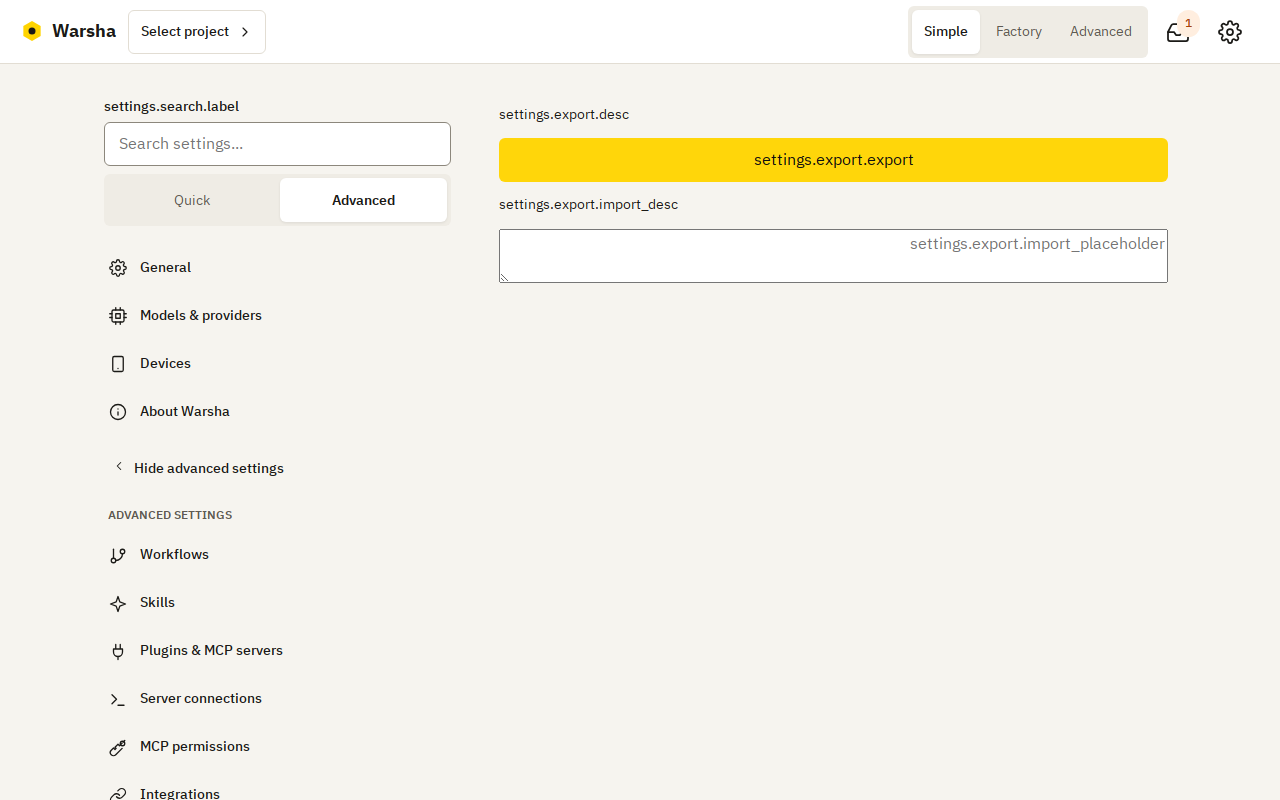 Warsha
Select project
Simple
Factory
Advanced
1
settings.search.label
Search settings...
Quick
Advanced
General
Models & providers
Devices
About Warsha
Hide advanced settings
ADVANCED SETTINGS
Workflows
Skills
Plugins & MCP servers
Server connections
MCP permissions
Integrations
settings.export.desc
settings.export.export
settings.export.import_desc
settings.export.import_placeholder